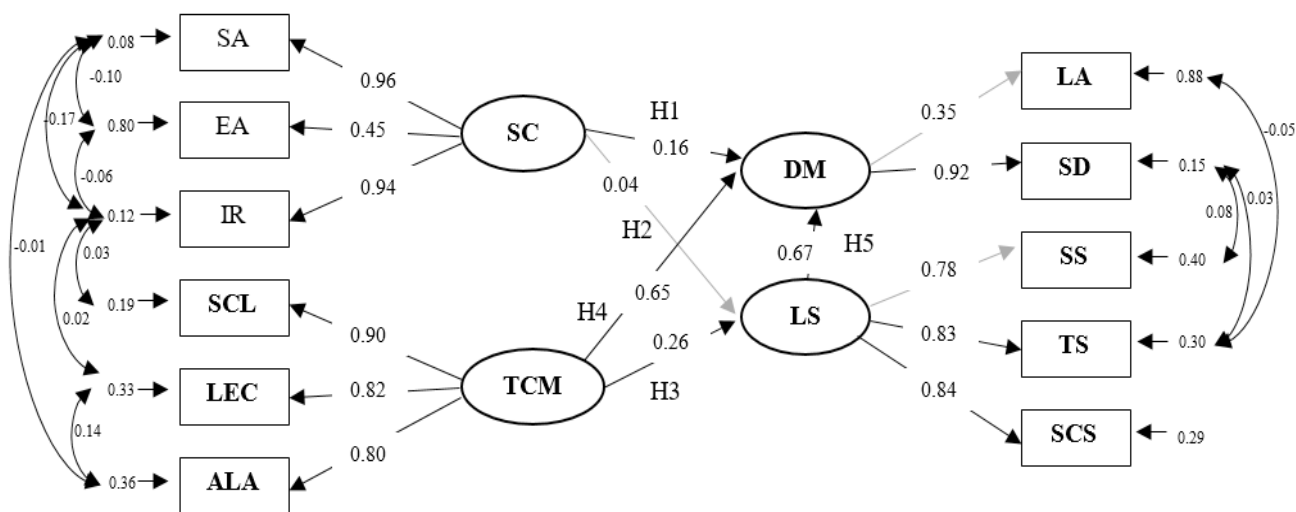 0.08
SA
-0.10
0.96
-0.17
0.80
EA
0.45
-0.06
0.12
IR
0.94
-0.01
0.03
0.19
SCL
0.02
0.90
0.33
LEC
0.82
0.14
0.36
ALA
0.80
SC
TCM
H1
0.16
0.04
H2
H4
0.65
0.26
H3
DM
0.67
H5
LS
0.35
0.92
0.78
0.83
0.84
LA
0.88
-0.05
SD
0.15
0.08
0.03
SS
0.40
TS
0.30
SCS
0.29